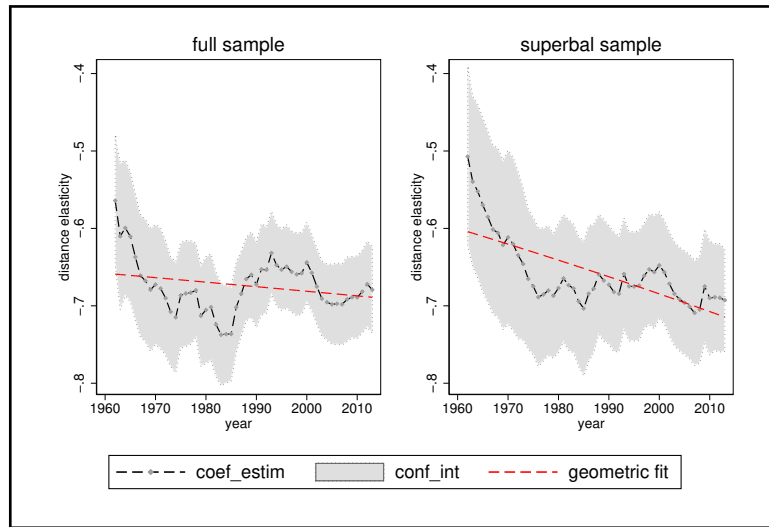 full sample
superbal sample
distance elasticity
-.4
-.5
-.6
-.7
-.8
1960 1970 1980 1990 2000 2010
year
distance elasticity
-.4
-.5
-.6
-.7
-.8
1960 1970 1980 1990 2000 2010
year
coef_estim conf_int geometric fit